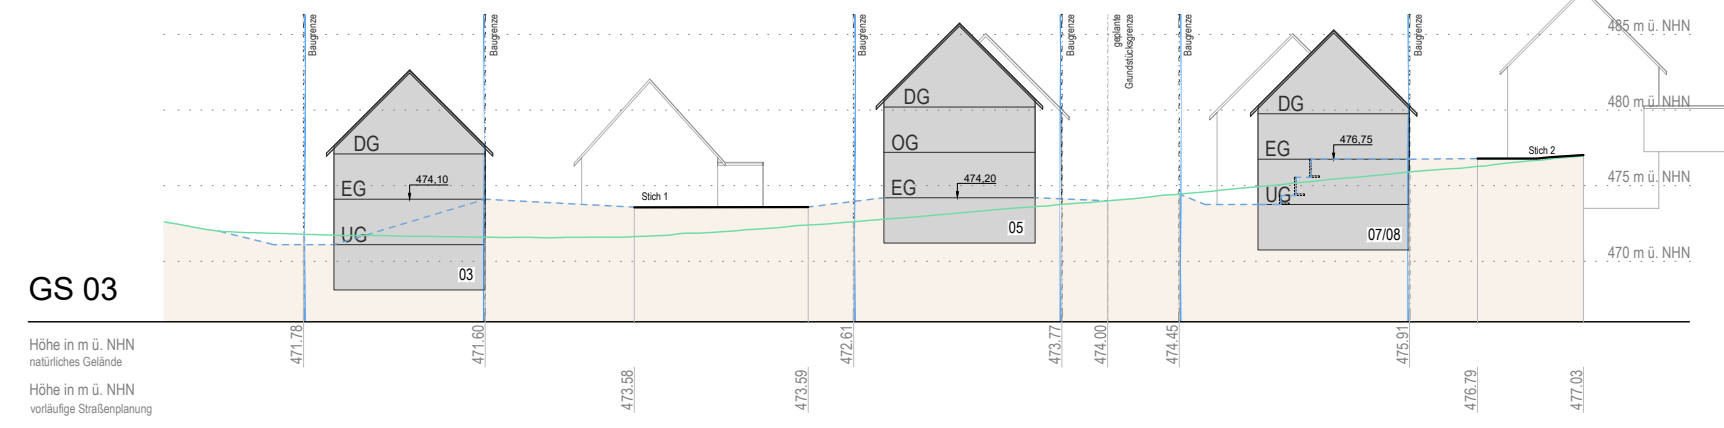 Baugrenze
Baugrenze
Baugrenze
Baugrenze
geplante
Grundstücksgrenze
Baugrenze
Baugrenze
485 m ü. NHN
480 m ü. NHN
475 m ü. NHN
470 m ü. NHN
DG
EG
474,10
UG
03
Stich 1
DG
OG
EG
474,20
05
DG
EG
476,75
UG
07/08
Stich 2
GS 03
Höhe in m ü. NHN
natürliches Gelände
471.78
471.60
472.61
473.77
474.00
474.45
475.91
Höhe in m ü. NHN
vorläufige Straßenplanung
473.58
473.59
476.79
477.03